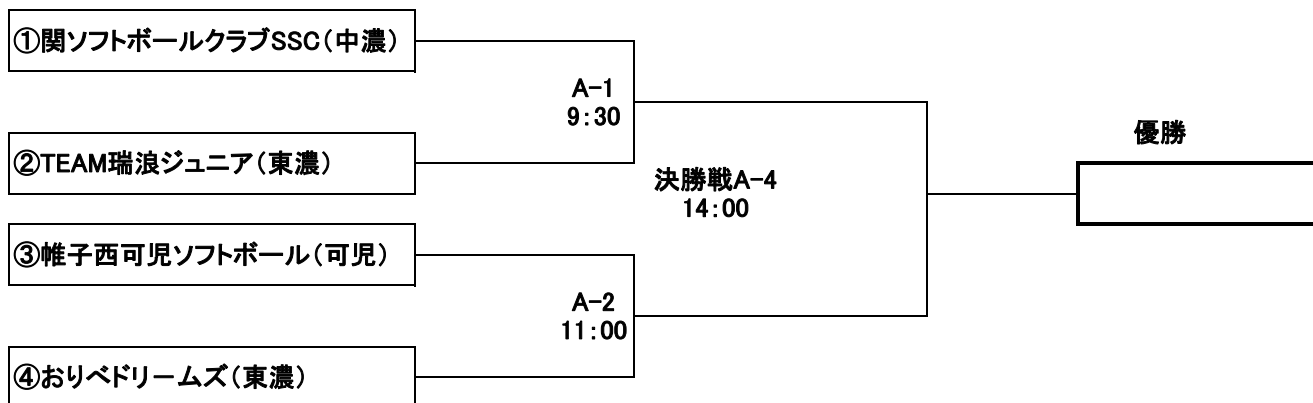 ①関ソフトボールクラブSSC（中濃）
A-1
9：30
②TEAM瑞浪ジュニア（東濃）
優勝
決勝戦A-4
14：00
③帷子西可児ソフトボール（可児）
A-2
11：00
④おりべドリームズ（東濃）